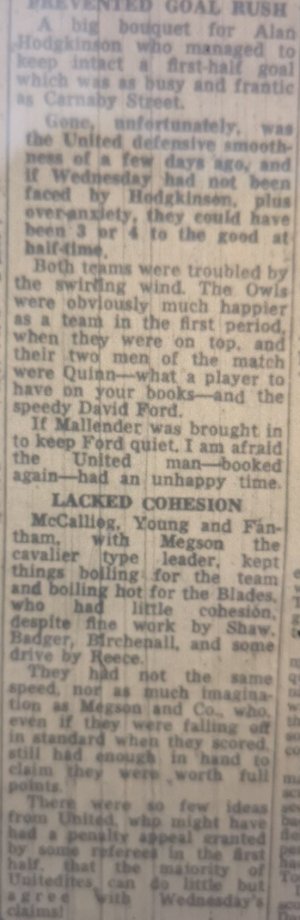 PREVENTED GOAL RUSH
A big bouquet for Alan
Hodgkinson who managed to
keep intact a first-half goal
which was as busy and frantic
as Carnaby Street.
Gone, unfortunately, was
the United defensive smooth-
ness of a few days ago, and
if Wednesday had not been
faced by Hodgkinson, plus
over-anxiety, they could have
been 3 or 4 to the good at
half-time.
Both teams were troubled by
the swirling wind. The Owls
were obviously much happier
as a team in the first period,
when they were on top, and
their two men of the match
were Quinn—what a player to
have on your books—and the
speedy David Ford.
If Mallender was brought in
to keep Ford quiet, I am afraid
the United man—booked
again—had an unhappy time.
LACKED COHESION
McCalliog, Young and Fan-
tham, with Megson the
cavalier type leader, kept
things boiling for the team
and boiling hot for the Blades,
who had little cohesion,
despite fine work by Shaw,
Badger, Birchenall, and some
drive by Reece.
They had not the same
speed, nor as much imagina-
tion as Megson and Co., who,
even if they were falling off
in standard when they scored,
still had enough in hand to
claim they were worth full
points.
There were so few ideas
from United, who might have
had a penalty appeal granted
by some referees in the first
half, that the majority of
Unitedites can do little but
agree with Wednesday's
claims!